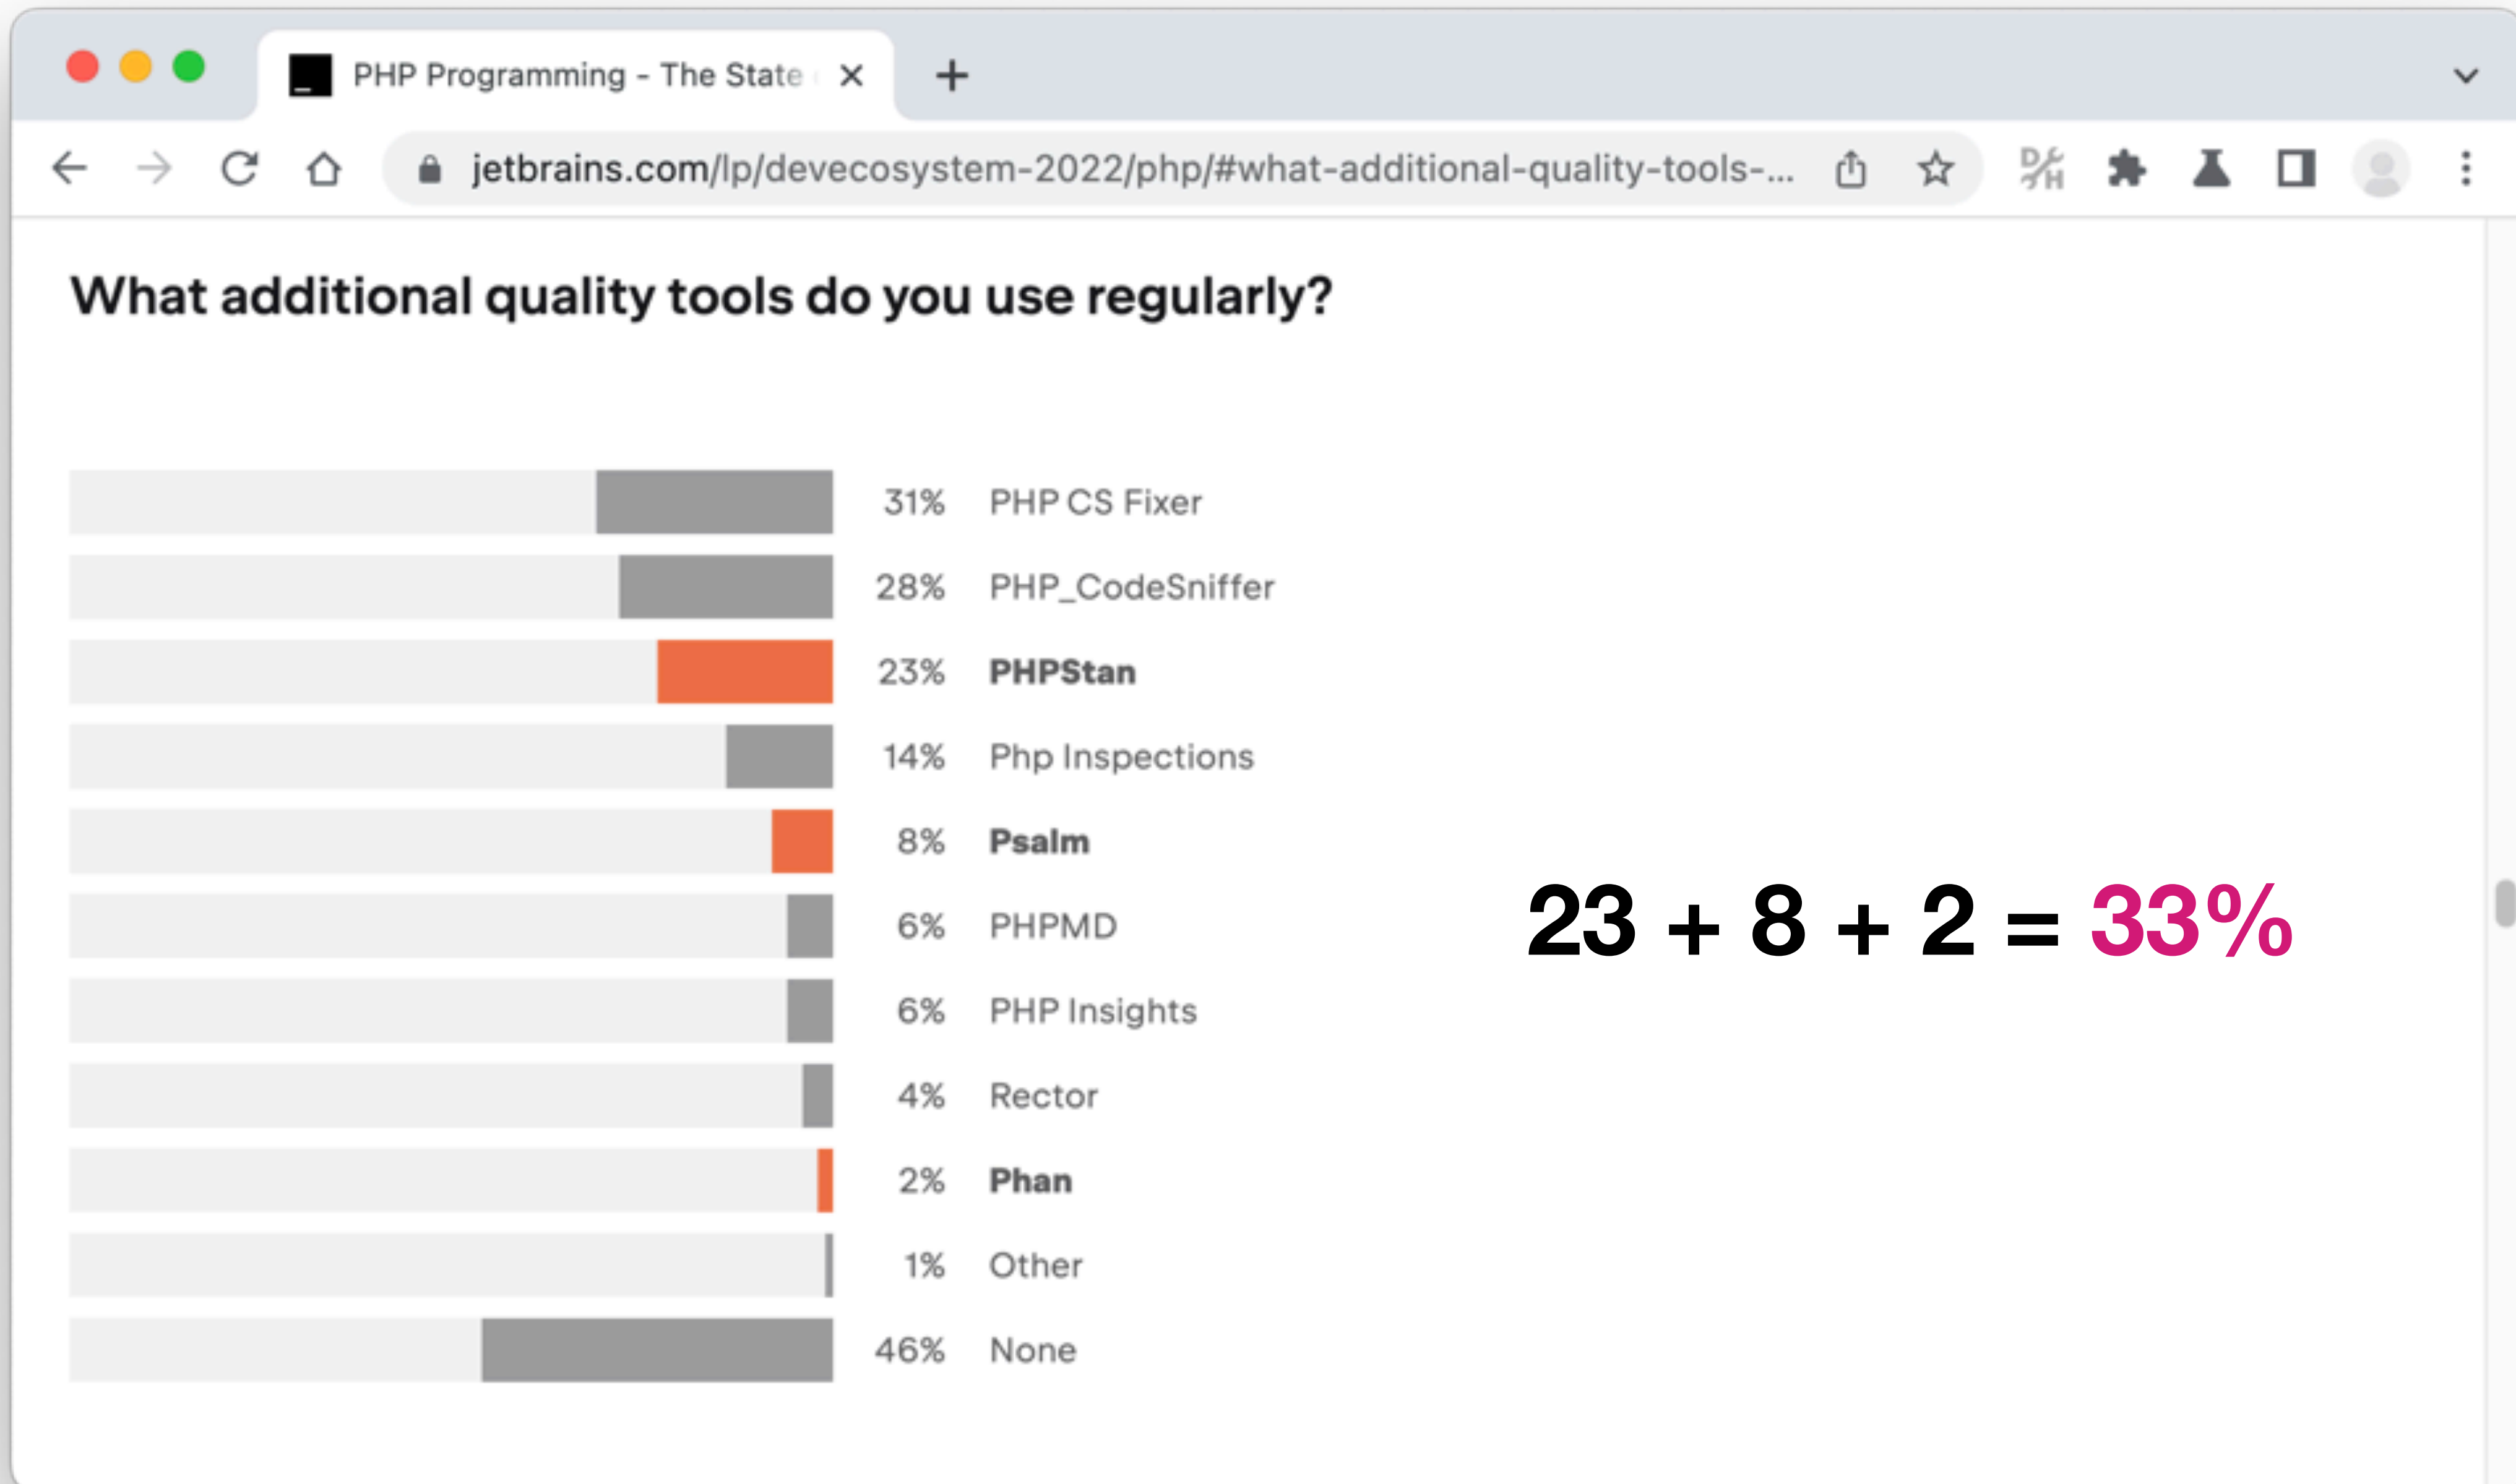 PHP Programming - The State
jetbrains.com/lp/devecosystem-2022/php/#what-additional-quality-tools-...
What additional quality tools do you use regularly?
31% PHP CS Fixer
28% PHP_CodeSniffer
23% PHPStan
14% Php Inspections
8% Psalm
6% PHPMD
23 + 8 + 2 = 33%
6% PHP Insights
4% Rector
2% Phan
1% Other
46% None